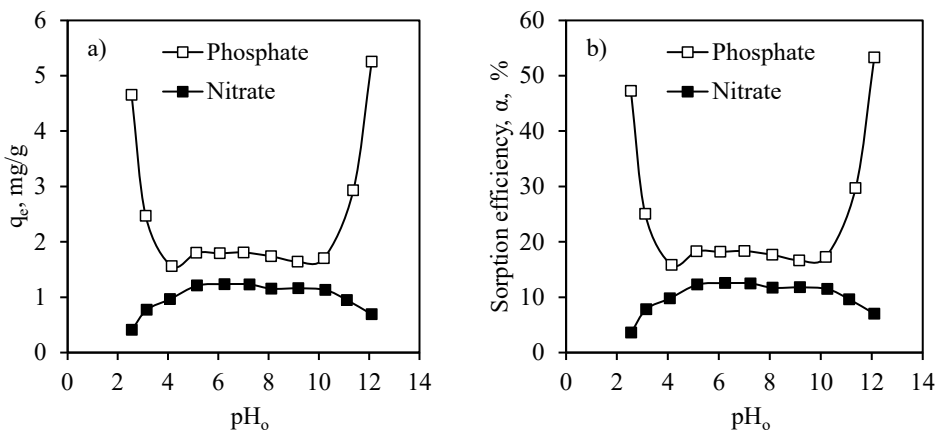 a)
Phosphate
Nitrate
qe, mg/g
6
5
4
3
2
1
0
0 2 4 6 8 10 12 14
pHo
b)
Phosphate
Nitrate
Sorption efficiency, α, %
60
50
40
30
20
10
0
0 2 4 6 8 10 12 14
pHo